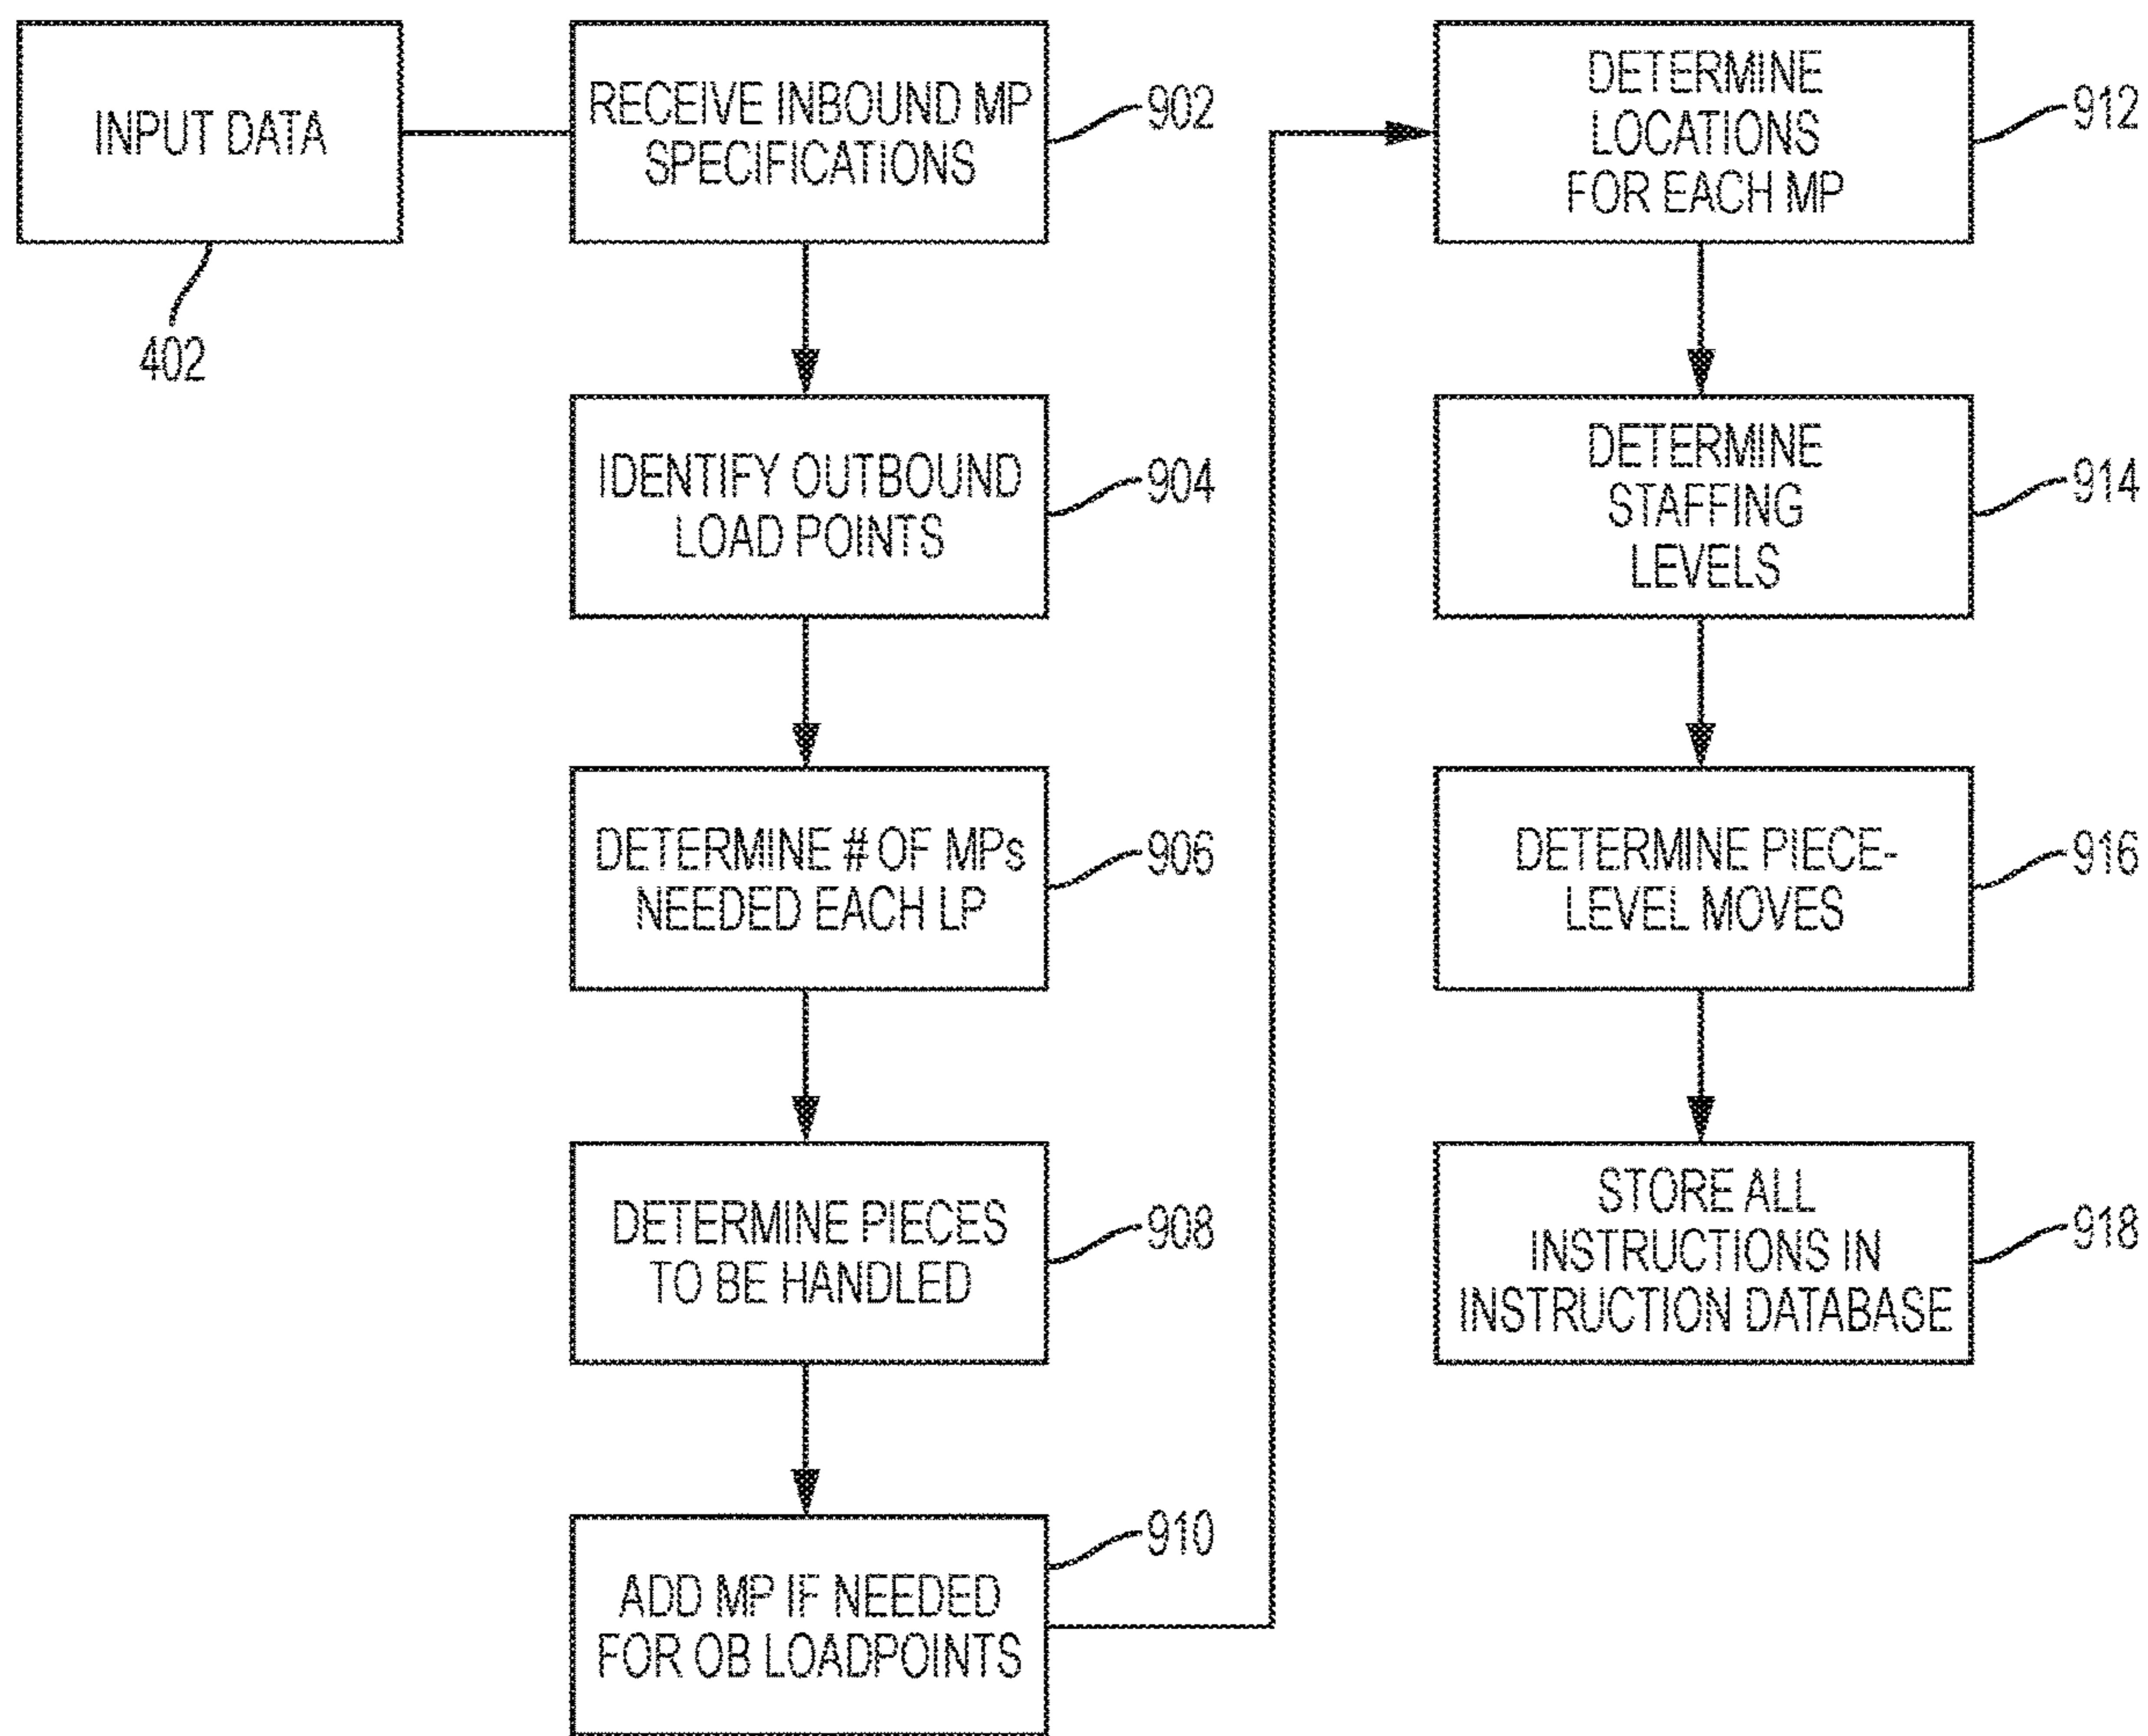 INPUT DATA
402
RECEIVE INBOUND MP
SPECIFICATIONS
902
IDENTIFY OUTBOUND
LOAD POINTS
904
DETERMINE # OF MPs
NEEDED EACH LP
906
DETERMINE PIECES
TO BE HANDLED
908
ADD MP IF NEEDED
FOR OB LOADPOINTS
910
DETERMINE
LOCATIONS
FOR EACH MP
912
DETERMINE
STAFFING
LEVELS
914
DETERMINE PIECE-
LEVEL MOVES
916
STORE ALL
INSTRUCTIONS IN
INSTRUCTION DATABASE
918